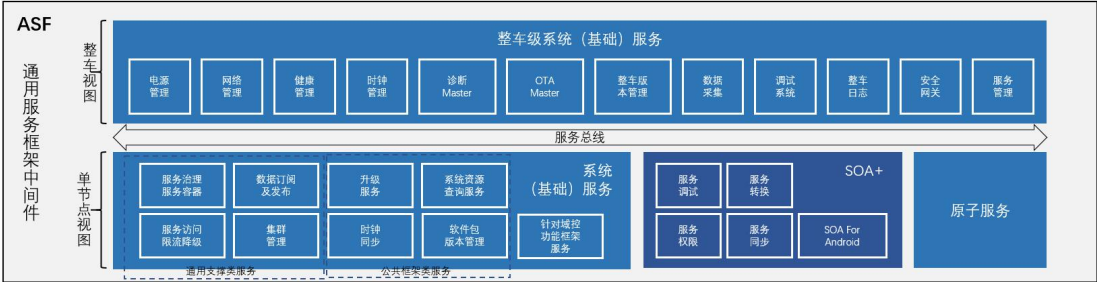 ASF
通用服务框架中间件
整车视图
整车级系统（基础）服务
电源
管理
网络
管理
健康
管理
时钟
管理
诊断
Master
OTA
Master
整车版
本管理
数据
采集
调试
系统
整车
日志
安全
网关
服务
管理
服务总线
单节点视图
系统
（基础）服务
服务治理
服务容器
数据订阅
及发布
升级
服务
系统资源
查询服务
服务访问
限流降级
集群
管理
时钟
同步
软件包
版本管理
针对域控
功能框架
服务
通用支撑类服务
公共框架类服务
SOA+
服务
调试
服务
转换
服务
权限
服务
同步
SOA For
Android
原子服务